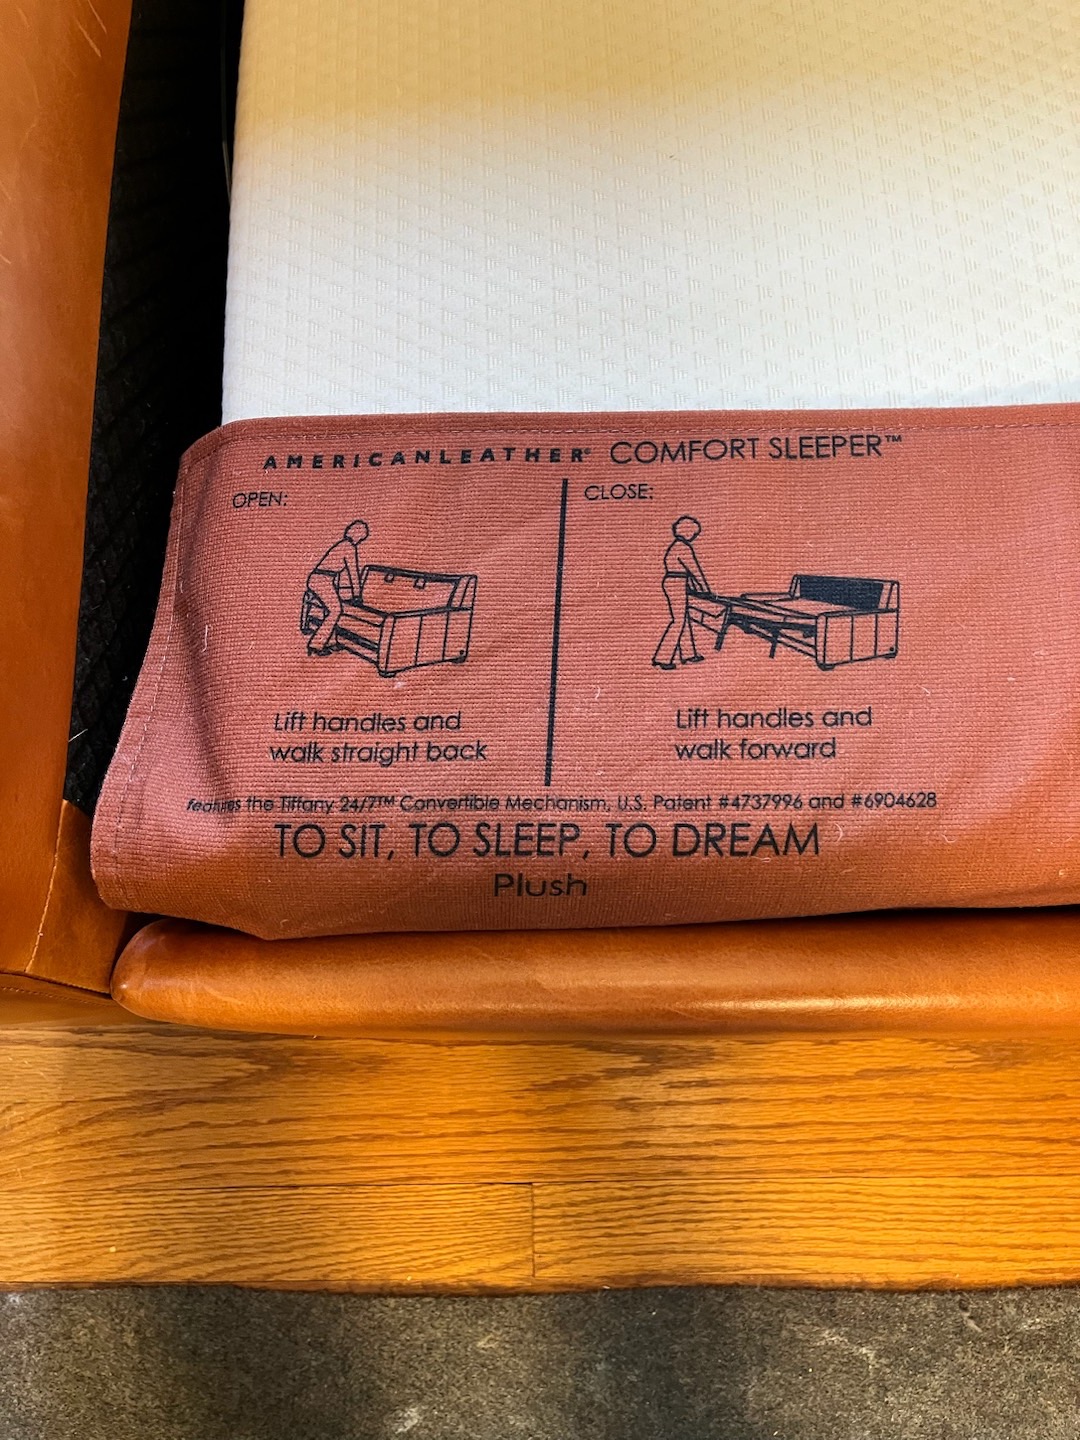 AMERICANLEATHER® COMFORT SLEEPER™
OPEN:
Lift handles and
walk straight back
CLOSE:
Lift handles and
walk forward
features the Tiffany 24/7™ Convertible Mechanism, U.S. Patent #4737996 and #6904628
TO SIT, TO SLEEP, TO DREAM
Plush